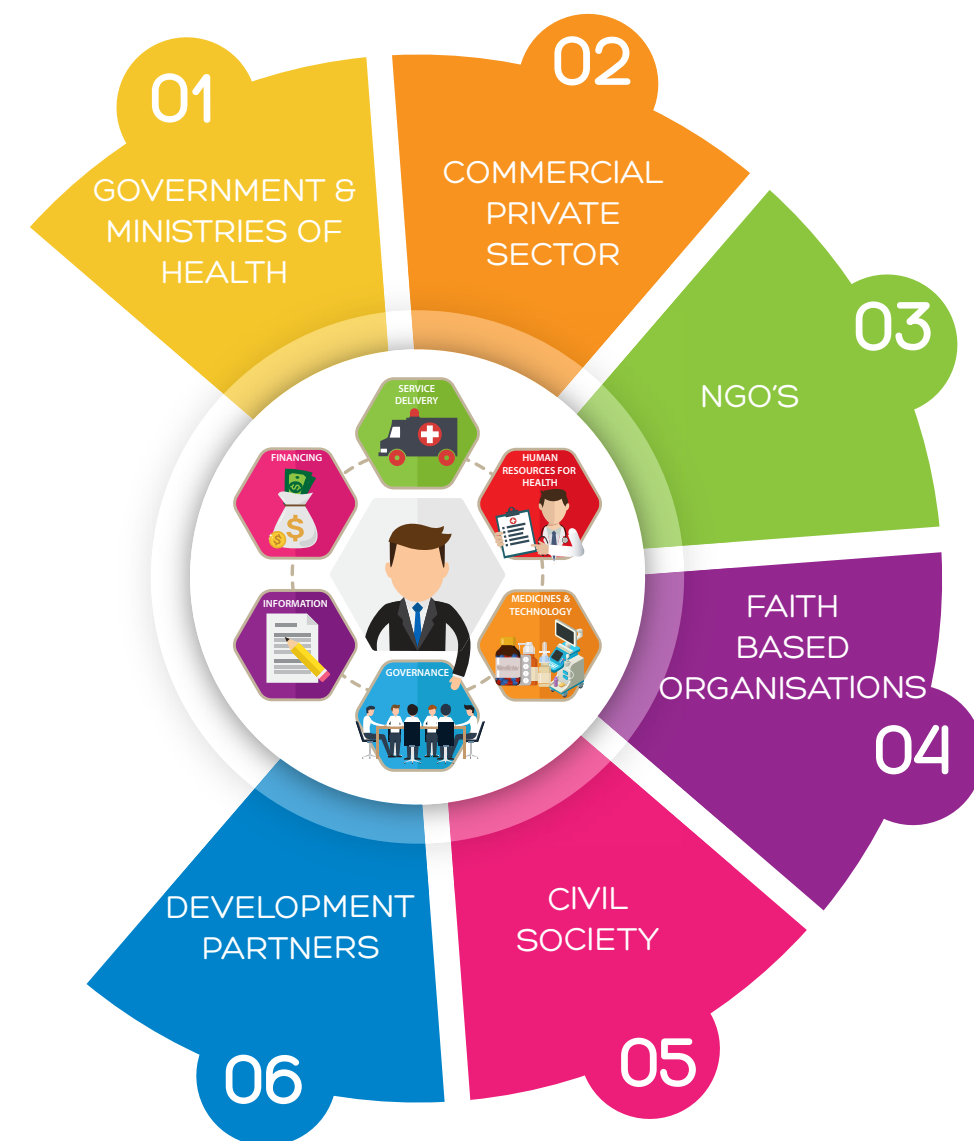 01
GOVERNMENT &
MINISTRIES OF
HEALTH
02
COMMERCIAL
PRIVATE
SECTOR
03
NGO'S
FAITH
BASED
ORGANISATIONS
04
CIVIL
SOCIETY
05
DEVELOPMENT
PARTNERS
06
SERVICE
DELIVERY
HUMAN
RESOURCES FOR
HEALTH
MEDICINES &
TECHNOLOGY
GOVERNANCE
INFORMATION
FINANCING
$
$
$